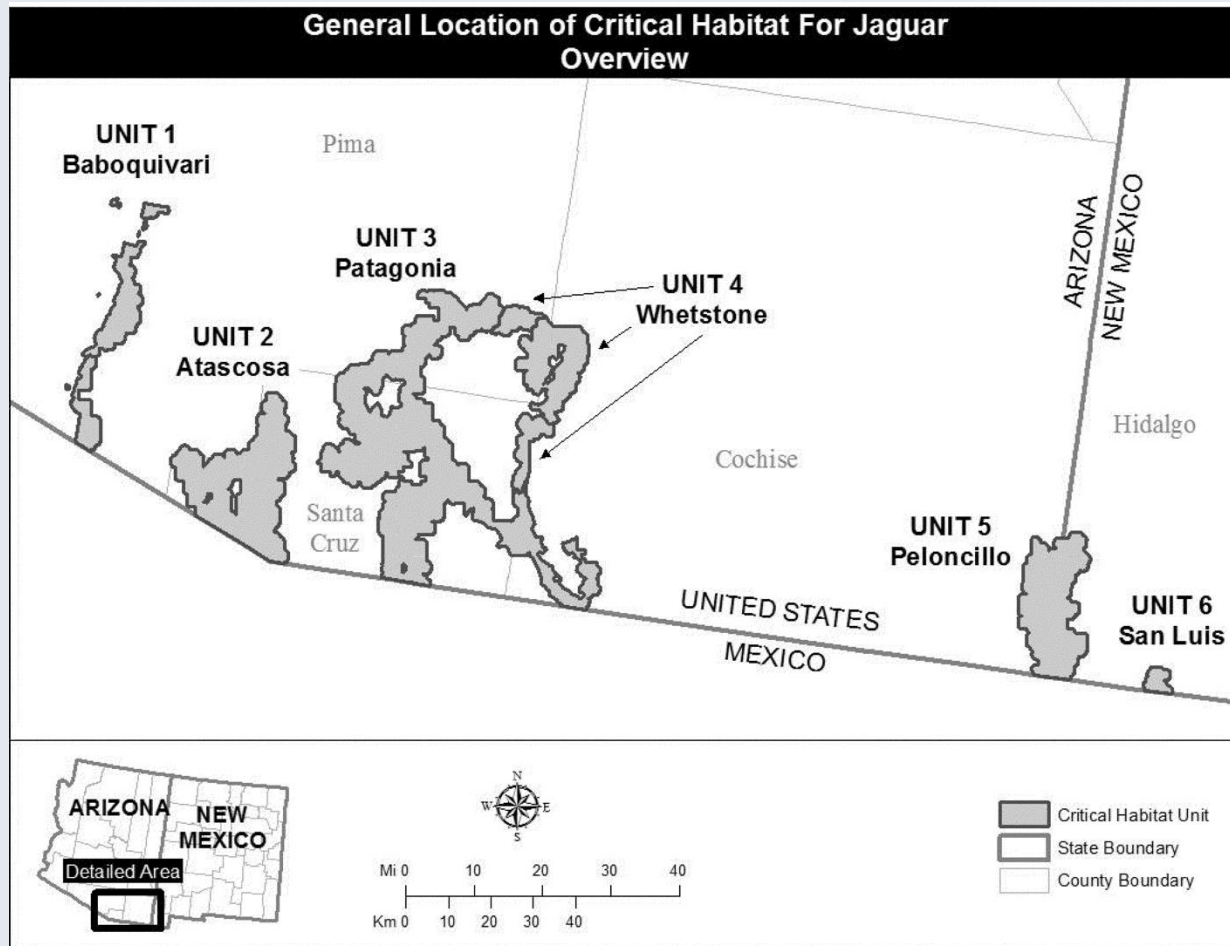 General Location of Critical Habitat For Jaguar
Overview
UNIT 1
Baboquivari
Pima
UNIT 3
Patagonia
UNIT 4
Whetstone
UNIT 2
Atascosa
ARIZONA
NEW MEXICO
Hidalgo
Cochise
Santa
Cruz
UNIT 5
Peloncillo
UNIT 6
San Luis
UNITED STATES
MEXICO
ARIZONA
NEW
MEXICO
Detailed Area
N
W E
S
Mi 0 10 20 30 40
Km 0 10 20 30 40
Critical Habitat Unit
State Boundary
County Boundary